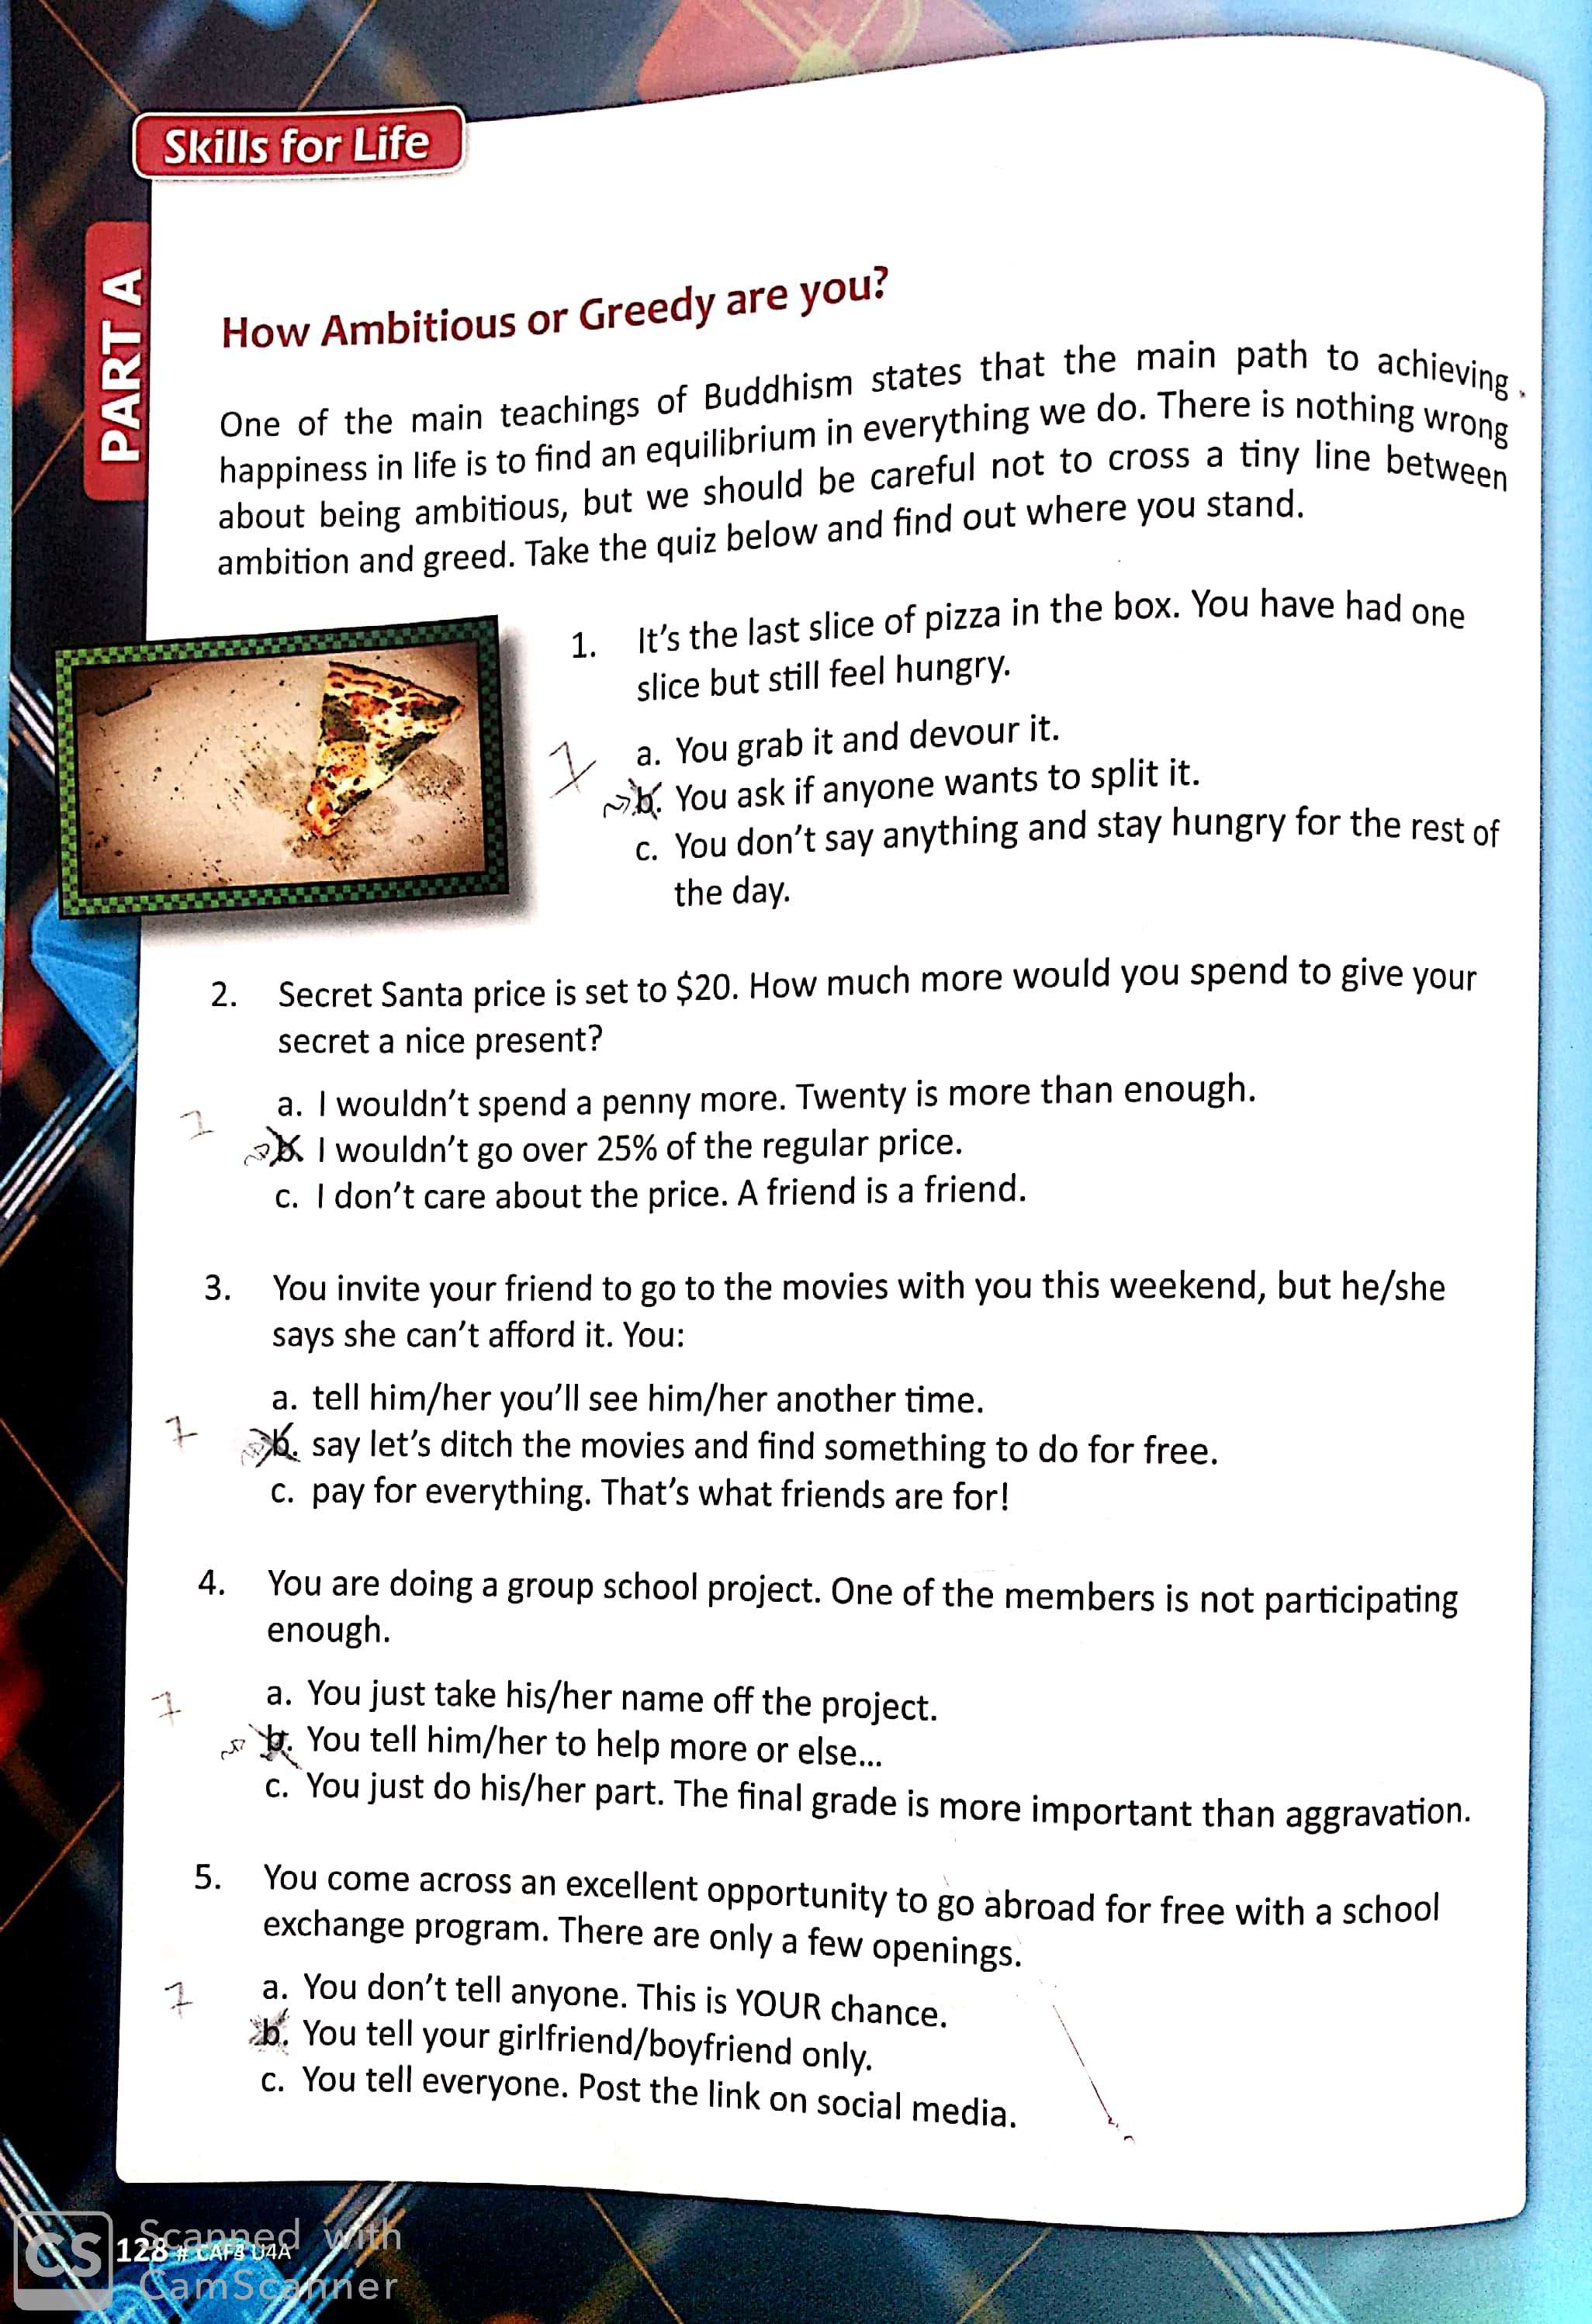 Skills for Life
PART A
How Ambitious or Greedy are you?
One of the main teachings of Buddhism states that the main path to achieving
happiness in life is to find an equilibrium in everything we do. There is nothing wrong
about being ambitious, but we should be careful not to cross a tiny line between
ambition and greed. Take the quiz below and find out where you stand.
1. It's the last slice of pizza in the box. You have had one
slice but still feel hungry.
1
a. You grab it and devour it.
b. You ask if anyone wants to split it.
c. You don't say anything and stay hungry for the rest of
the day.
2. Secret Santa price is set to $20. How much more would you spend to give your
secret a nice present?
1
a. I wouldn't spend a penny more. Twenty is more than enough.
b. I wouldn't go over 25% of the regular price.
c. I don't care about the price. A friend is a friend.
3. You invite your friend to go to the movies with you this weekend, but he/she
says she can't afford it. You:
1
a. tell him/her you'll see him/her another time.
b. say let's ditch the movies and find something to do for free.
c. pay for everything. That's what friends are for!
4. You are doing a group school project. One of the members is not participating
enough.
1
a. You just take his/her name off the project.
b. You tell him/her to help more or else...
c. You just do his/her part. The final grade is more important than aggravation.
5. You come across an excellent opportunity to go abroad for free with a school
exchange program. There are only a few openings.
1
a. You don't tell anyone. This is YOUR chance.
b. You tell your girlfriend/boyfriend only.
c. You tell everyone. Post the link on social media.
128 # CAF3 U4A
CS
Scanned with
CamScanner